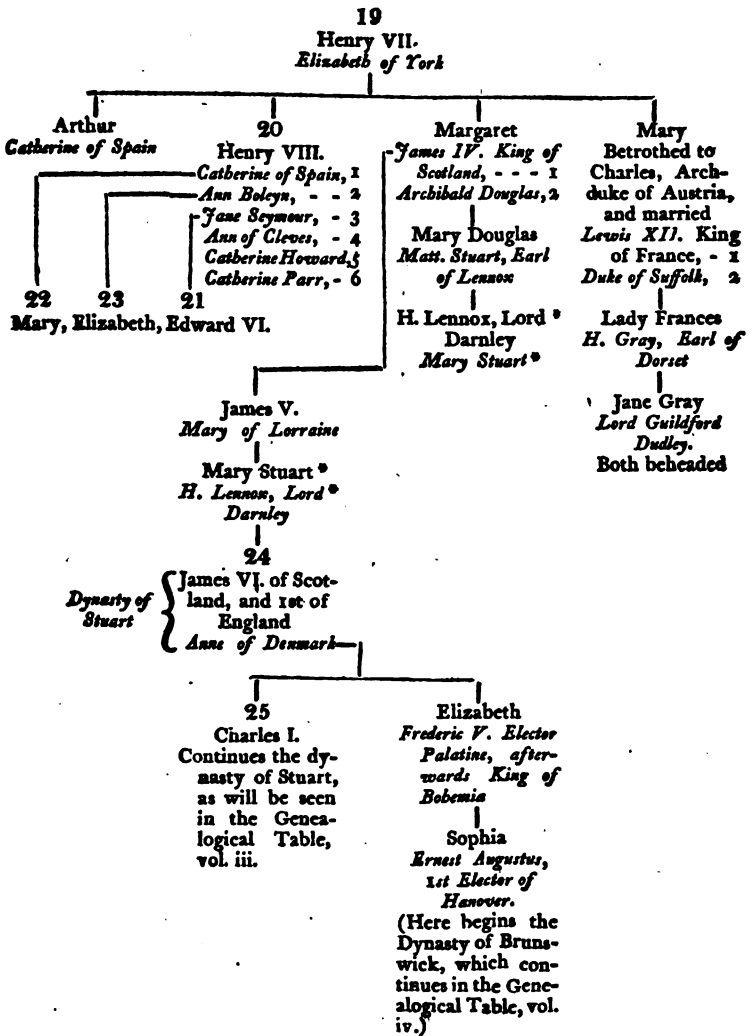 19
Henry VII.
Elizabeth of York
Arthur
Catherine of Spain
20
Henry VIII.
Catherine of Spain, 1
Ann Boleyn, - - 2
Jane Seymour, - 3
Ann of Cleves, - 4
Catherine Howard, 5
Catherine Parr, - 6
22
23
21
Mary, Elizabeth, Edward VI.
Margaret
James IV. King of
Scotland, - - - 1
Archibald Douglas, 2
Mary Douglas
Matt. Stuart, Earl
of Lennox
H. Lennox, Lord *
Darnley
Mary Stuart *
Mary
Betrothed to
Charles, Arch-
duke of Austria,
and married
Lewis XII. King
of France, - 1
Duke of Suffolk, 2
Lady Frances
H. Gray, Earl of
Dorset
Jane Gray
Lord Guildford
Dudley.
Both beheaded
James V.
Mary of Lorraine
Mary Stuart *
H. Lennox, Lord *
Darnley
24
Dynasty of
Stuart
James VI. of Scot-
land, and 1st of
England
Anne of Denmark
25
Charles I.
Continues the dy-
nasty of Stuart,
as will be seen
in the Genea-
logical Table,
vol. iii.
Elizabeth
Frederic V. Elector
Palatine, after-
wards King of
Bohemia
Sophia
Ernest Augustus,
1st Elector of
Hanover.
(Here begins the
Dynasty of Bruns-
wick, which con-
tinues in the Gene-
alogical Table, vol.
iv.)